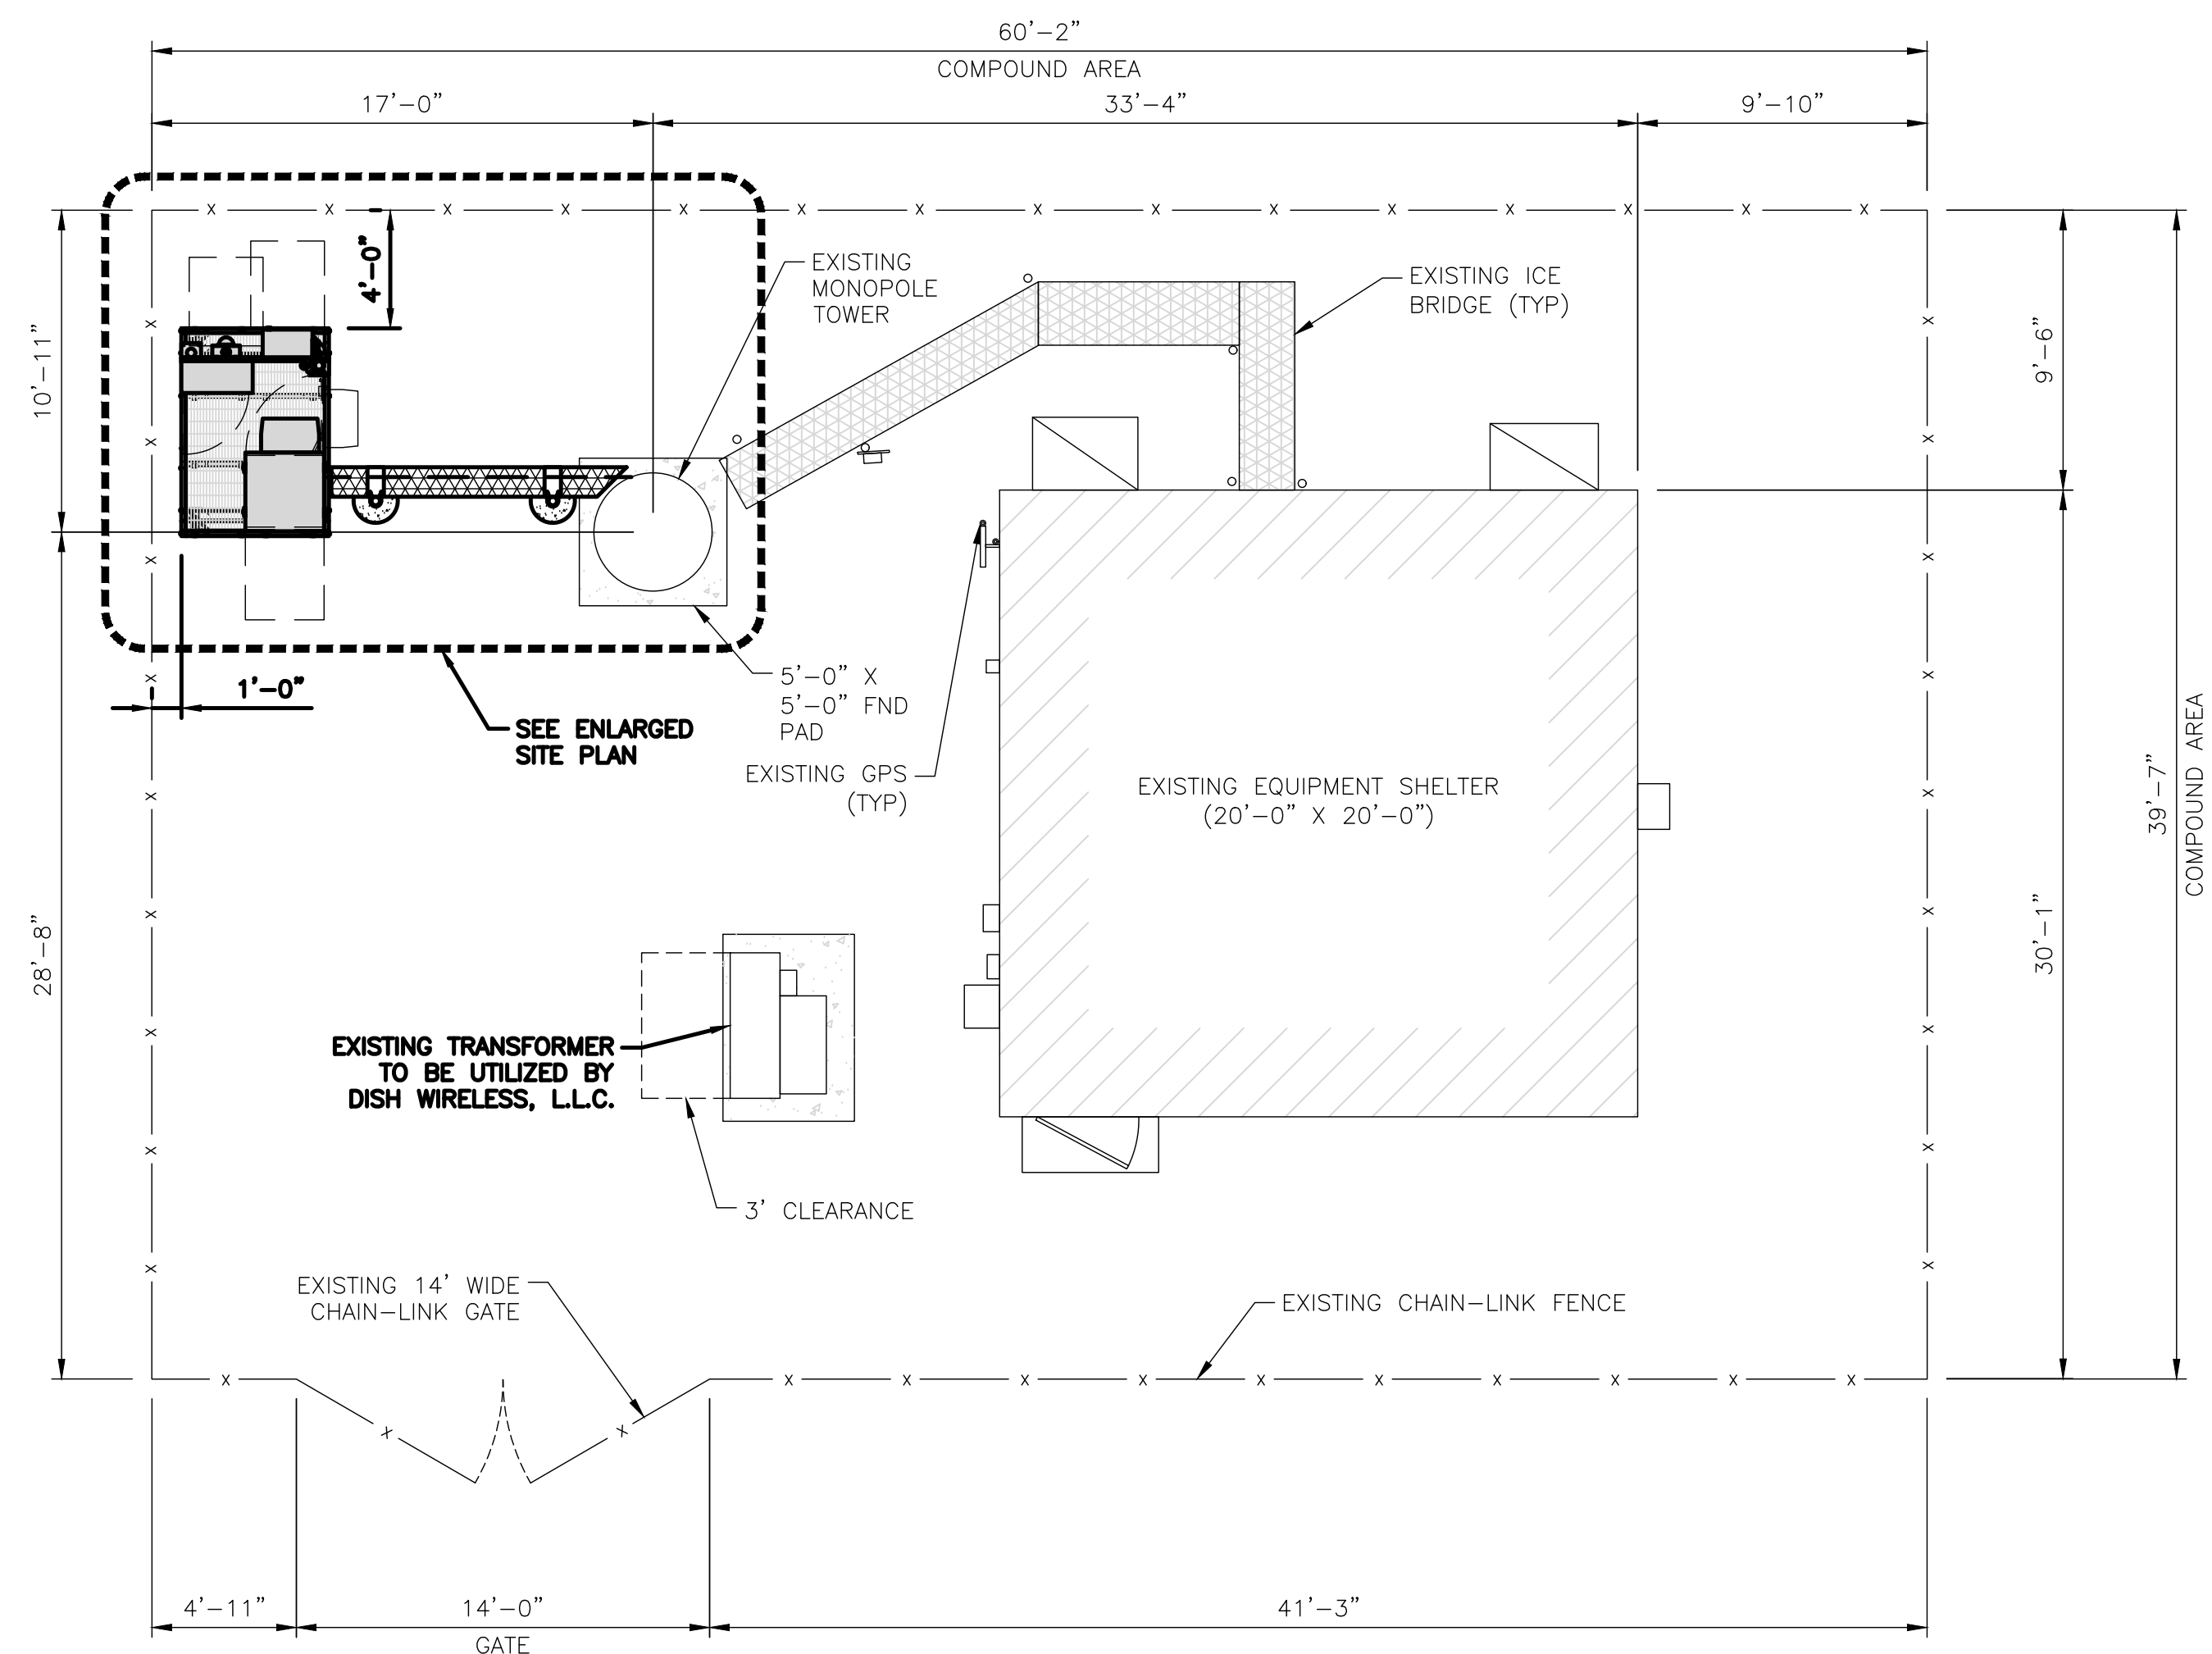 60'-2"
COMPOUND AREA
17'-0"
33'-4"
9'-10"
4'-0"
10'-11"
EXISTING
MONOPOLE
TOWER
EXISTING ICE
BRIDGE (TYP)
9'-6"
1'-0"
SEE ENLARGED
SITE PLAN
5'-0" X
5'-0" FND
PAD
EXISTING GPS
(TYP)
EXISTING EQUIPMENT SHELTER
(20'-0" X 20'-0")
39'-7"
COMPOUND AREA
28'-8"
30'-1"
EXISTING TRANSFORMER
TO BE UTILIZED BY
DISH WIRELESS, L.L.C.
3' CLEARANCE
EXISTING 14' WIDE
CHAIN-LINK GATE
EXISTING CHAIN-LINK FENCE
4'-11"
14'-0"
GATE
41'-3"